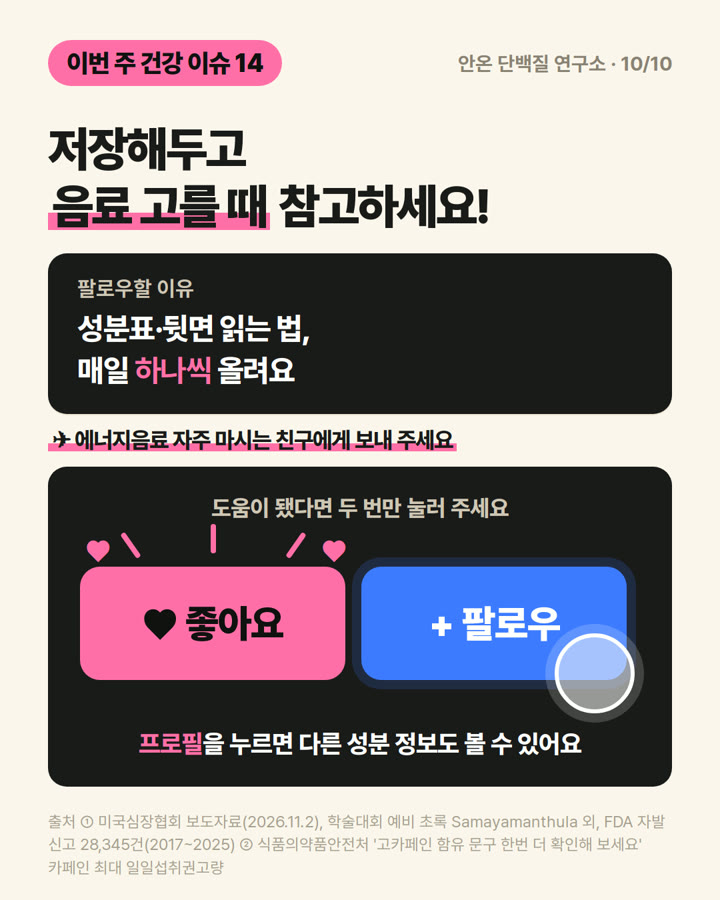 이번 주 건강 이슈 14
안온 단백질 연구소 · 10/10
저장해두고
음료 고를 때 참고하세요!
팔로우할 이유
성분표·뒷면 읽는 법,
매일 하나씩 올려요
✈ 에너지음료 자주 마시는 친구에게 보내 주세요
도움이 됐다면 두 번만 눌러 주세요
♥ 좋아요
+ 팔로우
프로필을 누르면 다른 성분 정보도 볼 수 있어요
출처 ① 미국심장협회 보도자료(2026.11.2), 학술대회 예비 초록 Samayamanthula 외, FDA 자발
신고 28,345건(2017~2025) ② 식품의약품안전처 '고카페인 함유 문구 한번 더 확인해 보세요'
카페인 최대 일일섭취권고량